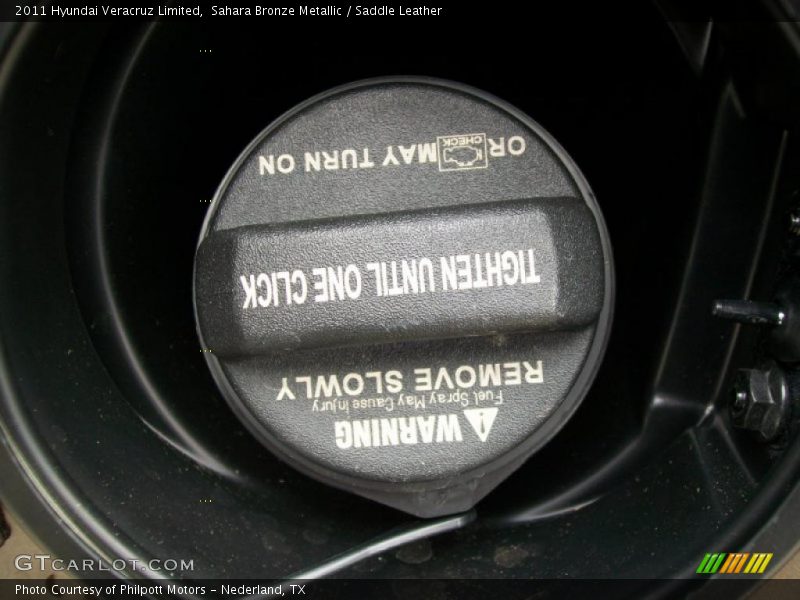 2011 Hyundai Veracruz Limited, Sahara Bronze Metallic / Saddle Leather
WARNING
Fuel Spray May Cause Injury
REMOVE SLOWLY
TIGHTEN UNTIL ONE CLICK
OR CHECK MAY TURN ON
GTCARLOT.COM
Photo Courtesy of Philpott Motors - Nederland, TX